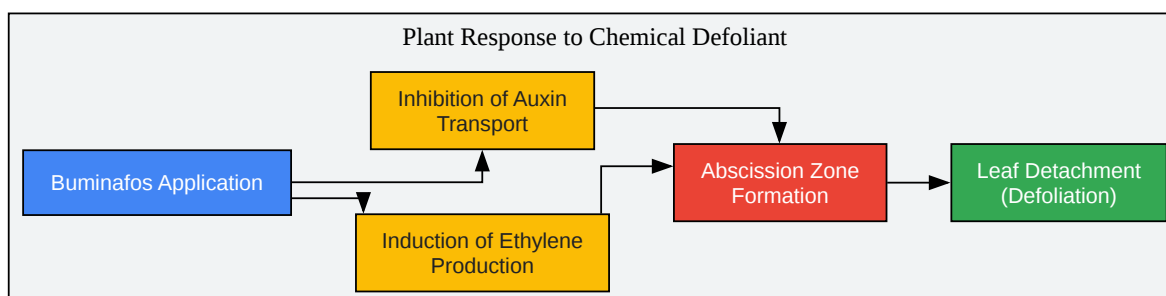 Plant Response to Chemical Defoliant
Inhibition of Auxin
Transport
Buminafos Application
Abscission Zone
Formation
Leaf Detachment
(Defoliation)
Induction of Ethylene
Production